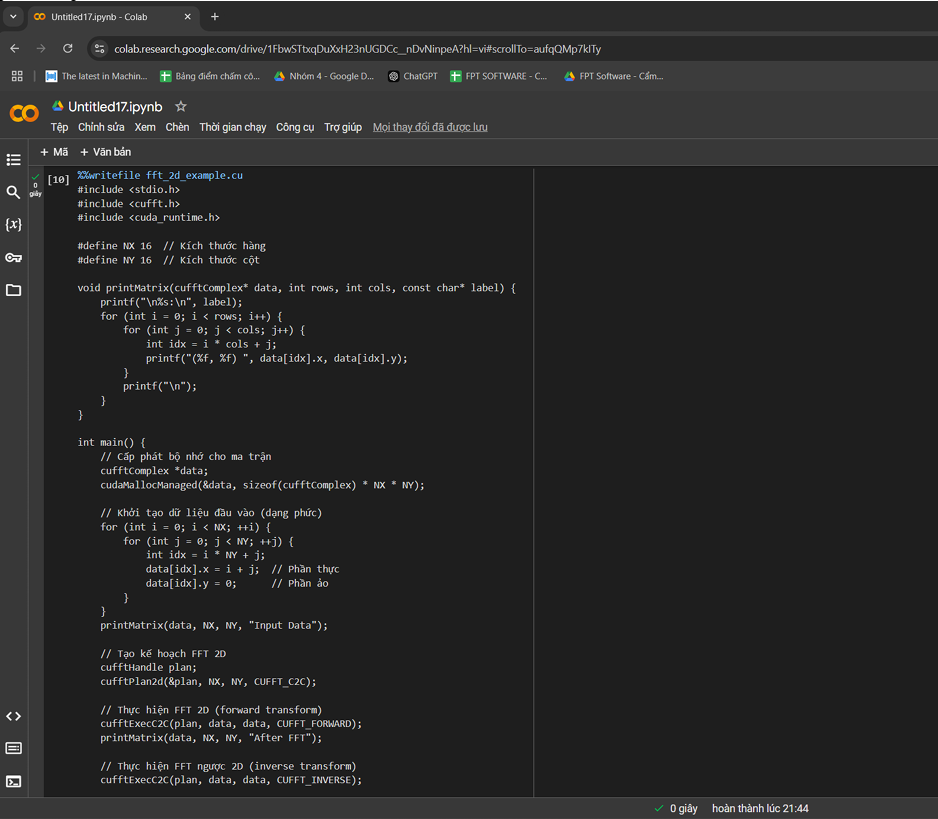 Untitled17.ipynb - Colab
colab.research.google.com/drive/1FbwSTtxqDuXxH23nUGDCc__nDvNinpeA?hl=vi#scrollTo=aufqQMp7kITy
The latest in Machin... Bảng điểm chấm cô... Nhóm 4 - Google D... ChatGPT FPT SOFTWARE - C... FPT Software - Cẩm...
Untitled17.ipynb
Tệp Chỉnh sửa Xem Chèn Thời gian chạy Công cụ Trợ giúp Mọi thay đổi đã được lưu
+ Mã + Văn bản
0
giây
[10]
%%writefile fft_2d_example.cu
#include <stdio.h>
#include <cufft.h>
#include <cuda_runtime.h>
#define NX 16  // Kích thước hàng
#define NY 16  // Kích thước cột
void printMatrix(cufftComplex* data, int rows, int cols, const char* label) {
    printf("\n%s:\n", label);
    for (int i = 0; i < rows; i++) {
        for (int j = 0; j < cols; j++) {
            int idx = i * cols + j;
            printf("(%f, %f) ", data[idx].x, data[idx].y);
        }
        printf("\n");
    }
}
int main() {
    // Cấp phát bộ nhớ cho ma trận
    cufftComplex *data;
    cudaMallocManaged(&data, sizeof(cufftComplex) * NX * NY);
    // Khởi tạo dữ liệu đầu vào (dạng phức)
    for (int i = 0; i < NX; ++i) {
        for (int j = 0; j < NY; ++j) {
            int idx = i * NY + j;
            data[idx].x = i + j;  // Phần thực
            data[idx].y = 0;      // Phần ảo
        }
    }
    printMatrix(data, NX, NY, "Input Data");
    // Tạo kế hoạch FFT 2D
    cufftHandle plan;
    cufftPlan2d(&plan, NX, NY, CUFFT_C2C);
    // Thực hiện FFT 2D (forward transform)
    cufftExecC2C(plan, data, data, CUFFT_FORWARD);
    printMatrix(data, NX, NY, "After FFT");
    // Thực hiện FFT ngược 2D (inverse transform)
    cufftExecC2C(plan, data, data, CUFFT_INVERSE);
0 giây hoàn thành lúc 21:44